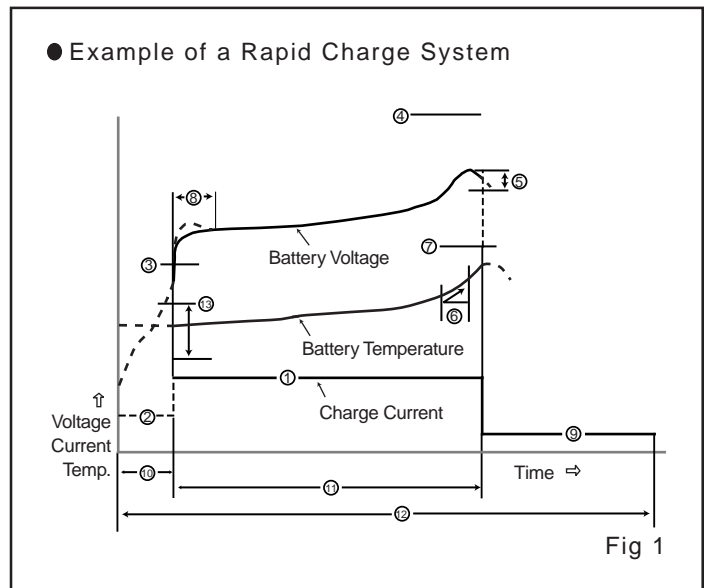 ● Example of a Rapid Charge System
④
⑧
⑤
Battery Voltage
⑦
③
⑬
⑥
Battery Temperature
①
⇧
Voltage
Current
Temp.
②
Charge Current
⑨
⑩
Time ⇨
⑪
⑫
Fig 1